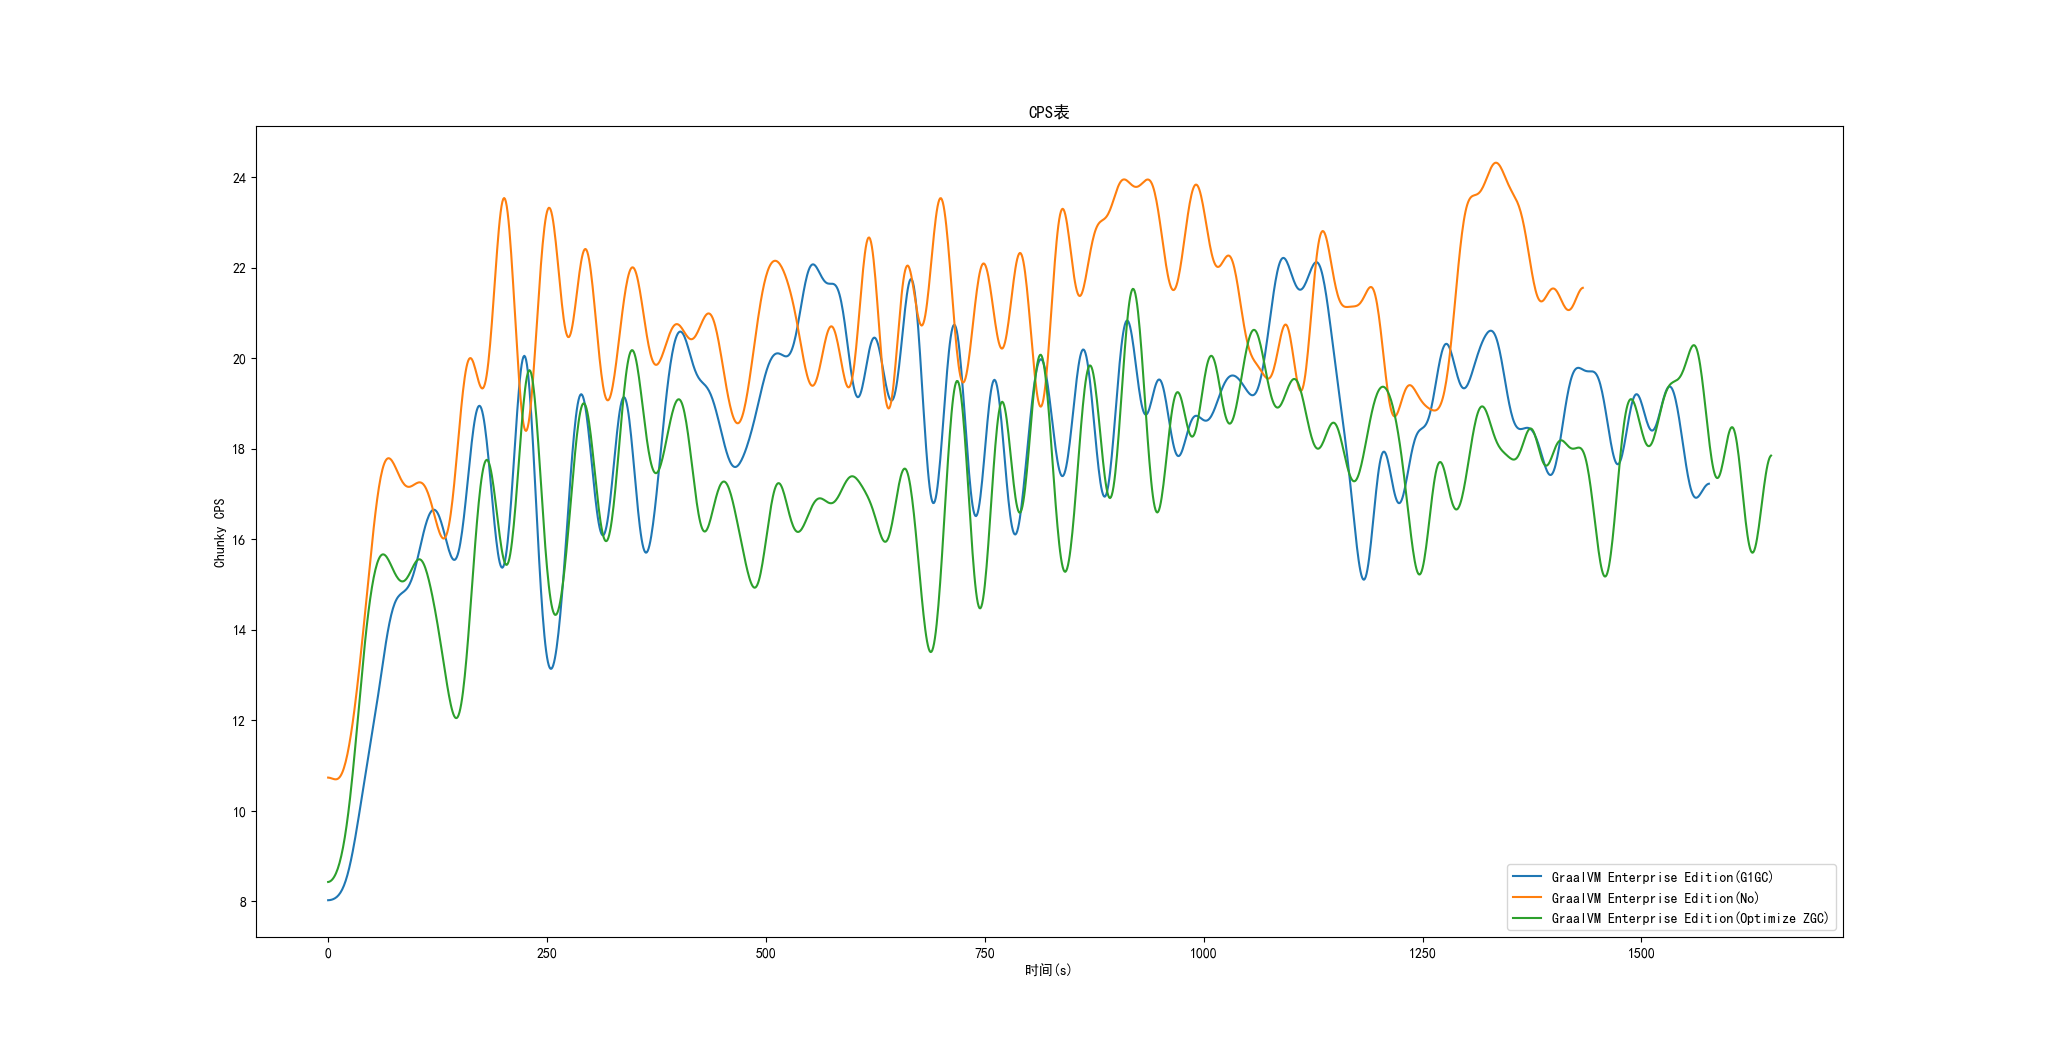 CPS表
24
22
20
18
16
14
12
10
8
Chunky CPS
0 250 500 750 1000 1250 1500
时间(s)
GraalVM Enterprise Edition(G1GC)
GraalVM Enterprise Edition(No)
GraalVM Enterprise Edition(Optimize ZGC)